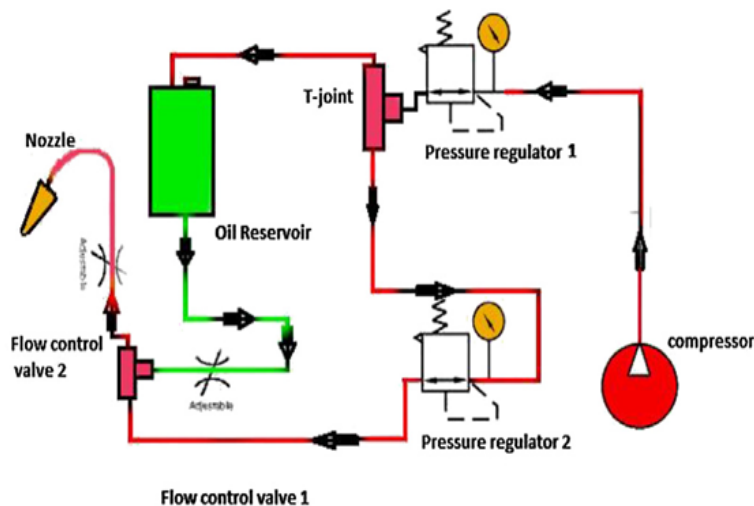 T-joint
Pressure regulator 1
Nozzle
Oil Reservoir
Adjustable
Flow control
valve 2
compressor
Adjustable
Pressure regulator 2
Flow control valve 1